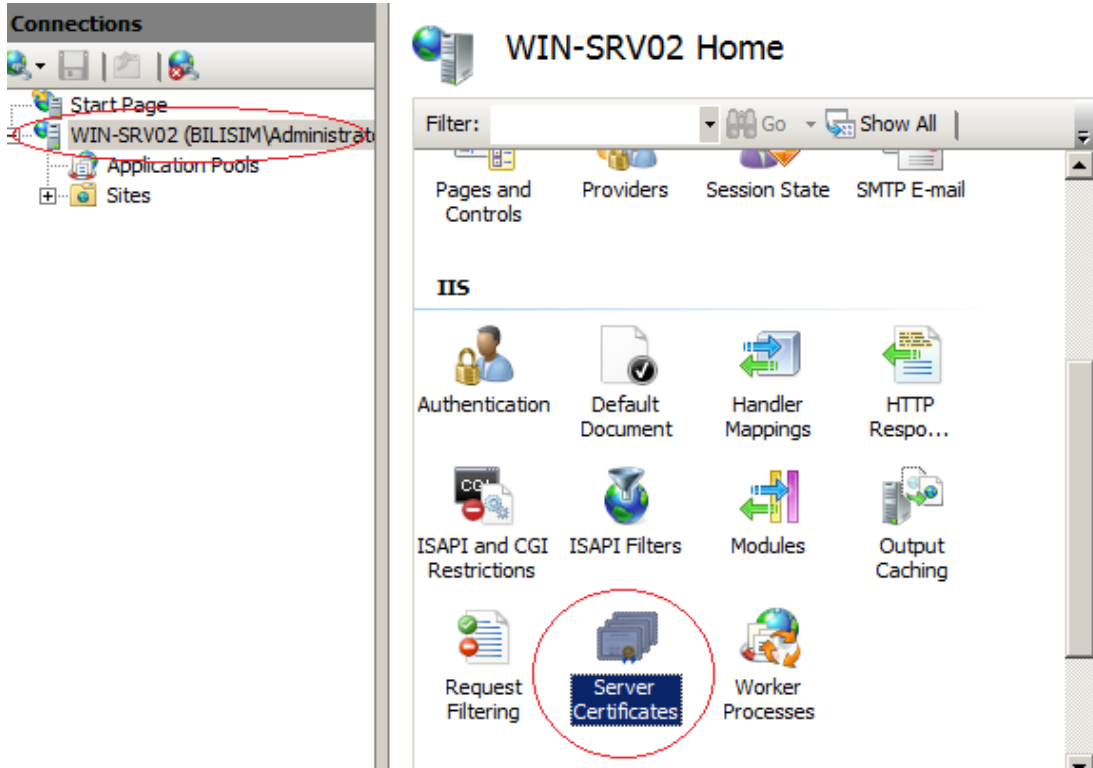 Connections
Start Page
WIN-SRV02 (BILISIM\Administrat
Application Pools
Sites
WIN-SRV02 Home
Filter:
Go
Show All
Pages and
Controls
Providers
Session State
SMTP E-mail
IIS
Authentication
Default
Document
Handler
Mappings
HTTP
Respo...
ISAPI and CGI
Restrictions
ISAPI Filters
Modules
Output
Caching
Request
Filtering
Server
Certificates
Worker
Processes